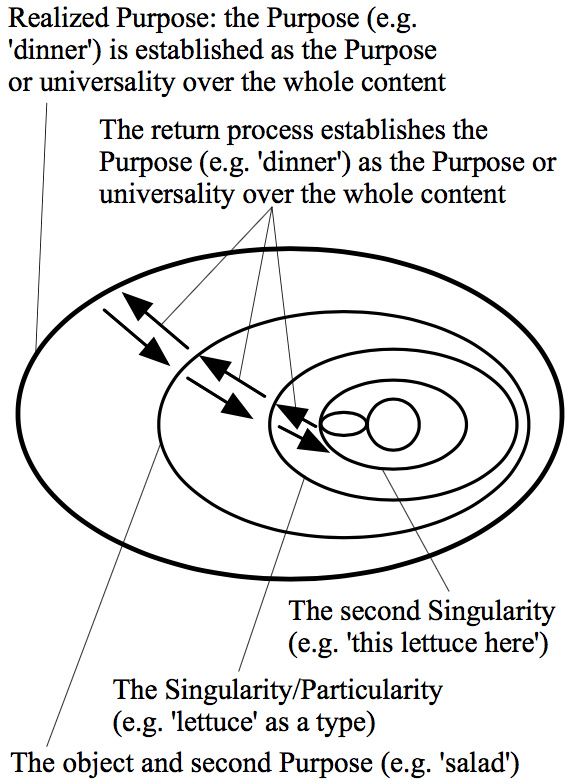 Realized Purpose: the Purpose (e.g.
'dinner') is established as the Purpose
or universality over the whole content
The return process establishes the
Purpose (e.g. 'dinner') as the Purpose or
universality over the whole content
The second Singularity
(e.g. 'this lettuce here')
The Singularity/Particularity
(e.g. 'lettuce' as a type)
The object and second Purpose (e.g. 'salad')